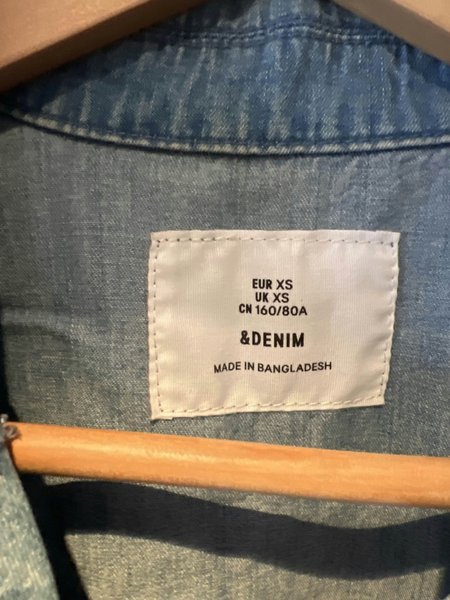 EUR XS
UK XS
CN 160/80A
&DENIM
MADE IN BANGLADESH